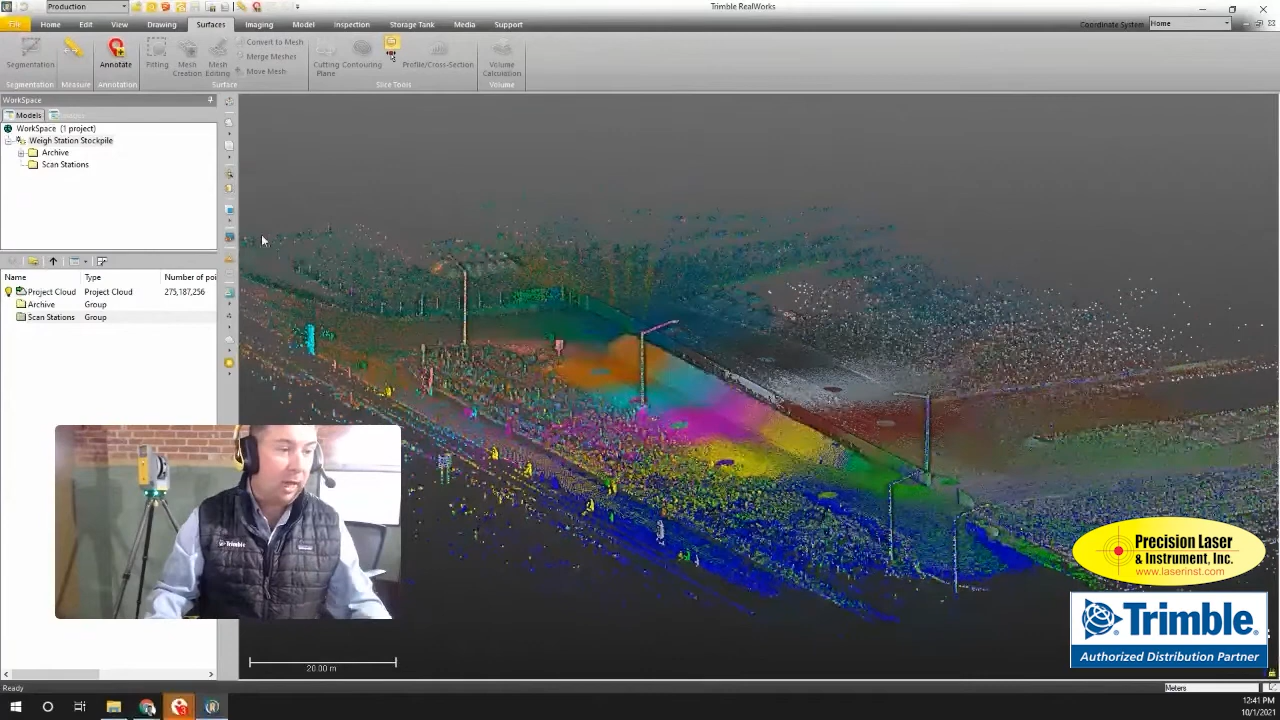 Production
Trimble RealWorks
File
Home
Edit
View
Drawing
Surfaces
Imaging
Model
Inspection
Storage Tank
Media
Support
Coordinate System
Home
Segmentation
Annotate
Fitting
Mesh Creation
Mesh Editing
Convert to Mesh
Merge Meshes
Move Mesh
Cutting Plane
Contouring
Profile/Cross-Section
Volume Calculation
Segmentation
Measure
Annotation
Surface
Slice Tools
Volume
WorkSpace
Models
WorkSpace (1 project)
Weigh Station Stockpile
Archive
Scan Stations
Name Type Number of poi
Project Cloud Project Cloud 275,187,256
Archive Group
Scan Stations Group
Trimble
Precision Laser
& Instrument, Inc.
www.laserinst.com
Trimble
Authorized Distribution Partner
20.00 m
Ready
Meters
12:41 PM
10/1/2021